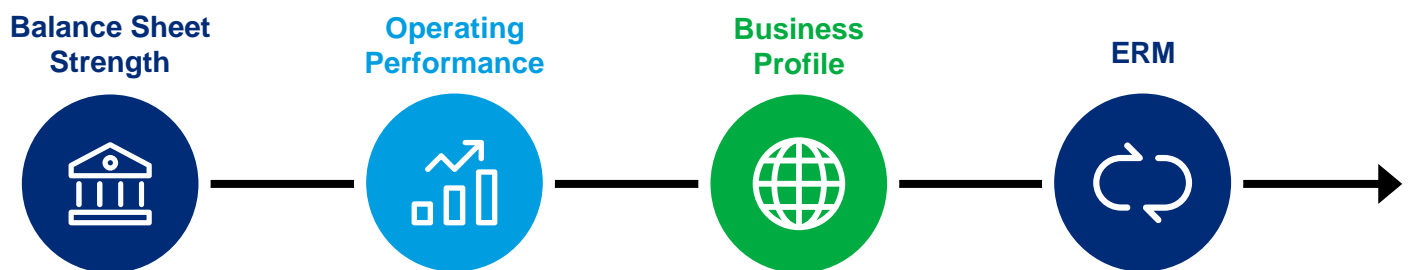 Balance Sheet
Strength
Operating
Performance
Business
Profile
ERM